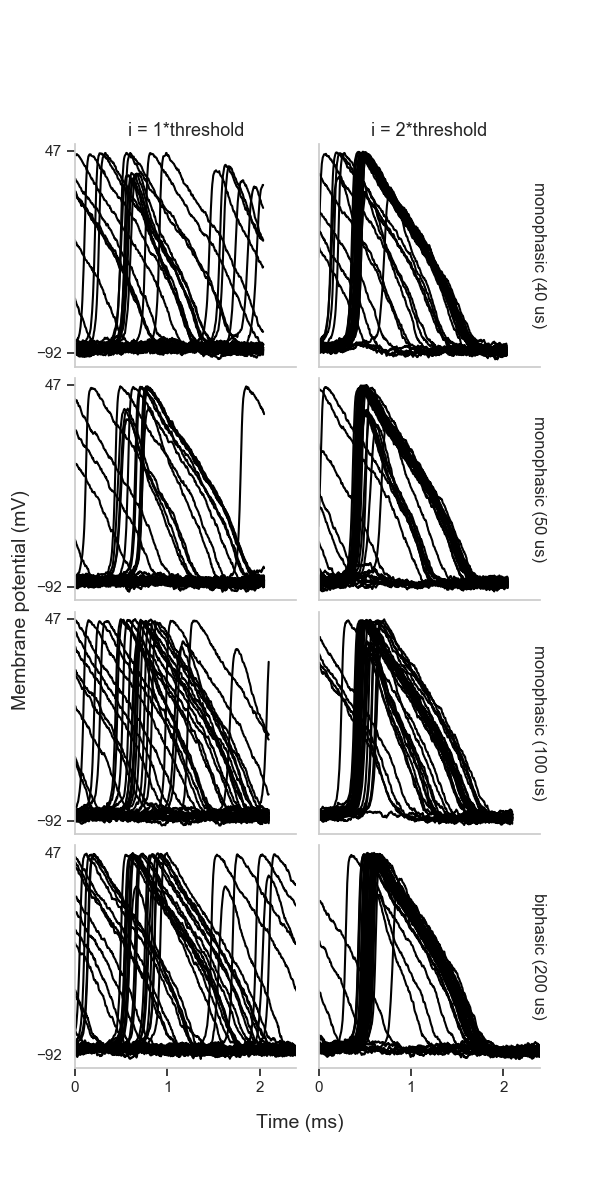 i = 1*threshold
i = 2*threshold
47
−92
monophasic (40 us)
47
−92
monophasic (50 us)
Membrane potential (mV)
47
−92
monophasic (100 us)
47
−92
biphasic (200 us)
0
1
2
0
1
2
Time (ms)